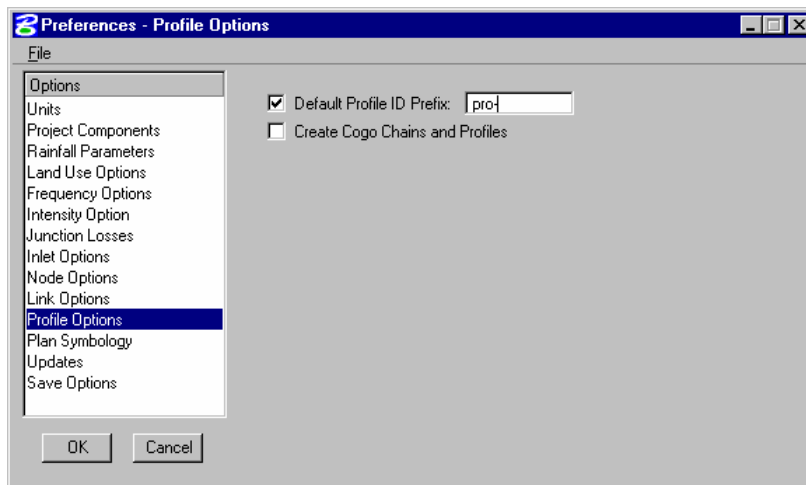 Preferences - Profile Options
File
Options
Units
Project Components
Rainfall Parameters
Land Use Options
Frequency Options
Intensity Option
Junction Losses
Inlet Options
Node Options
Link Options
Profile Options
Plan Symbology
Updates
Save Options
Default Profile ID Prefix: pro-
Create Cogo Chains and Profiles
OK Cancel